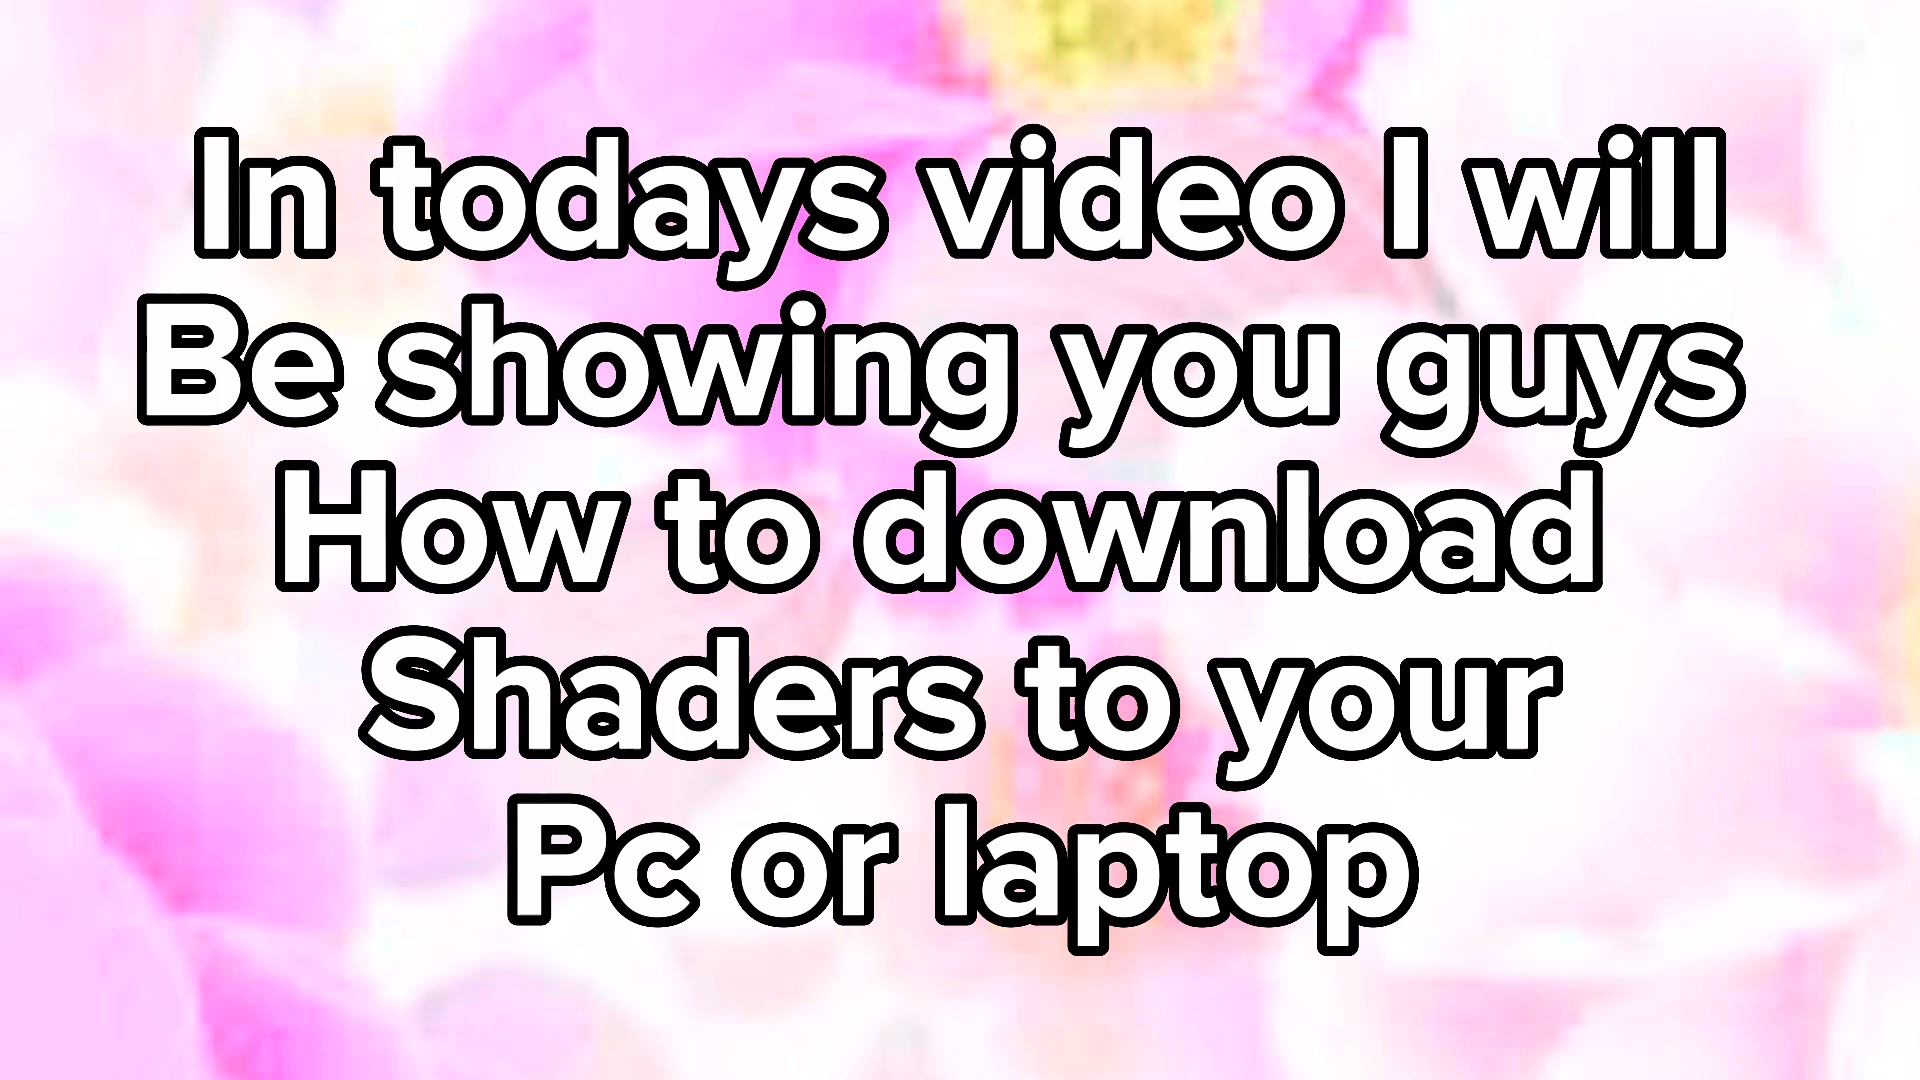 In todays video I will
Be showing you guys
How to download
Shaders to your
Pc or laptop